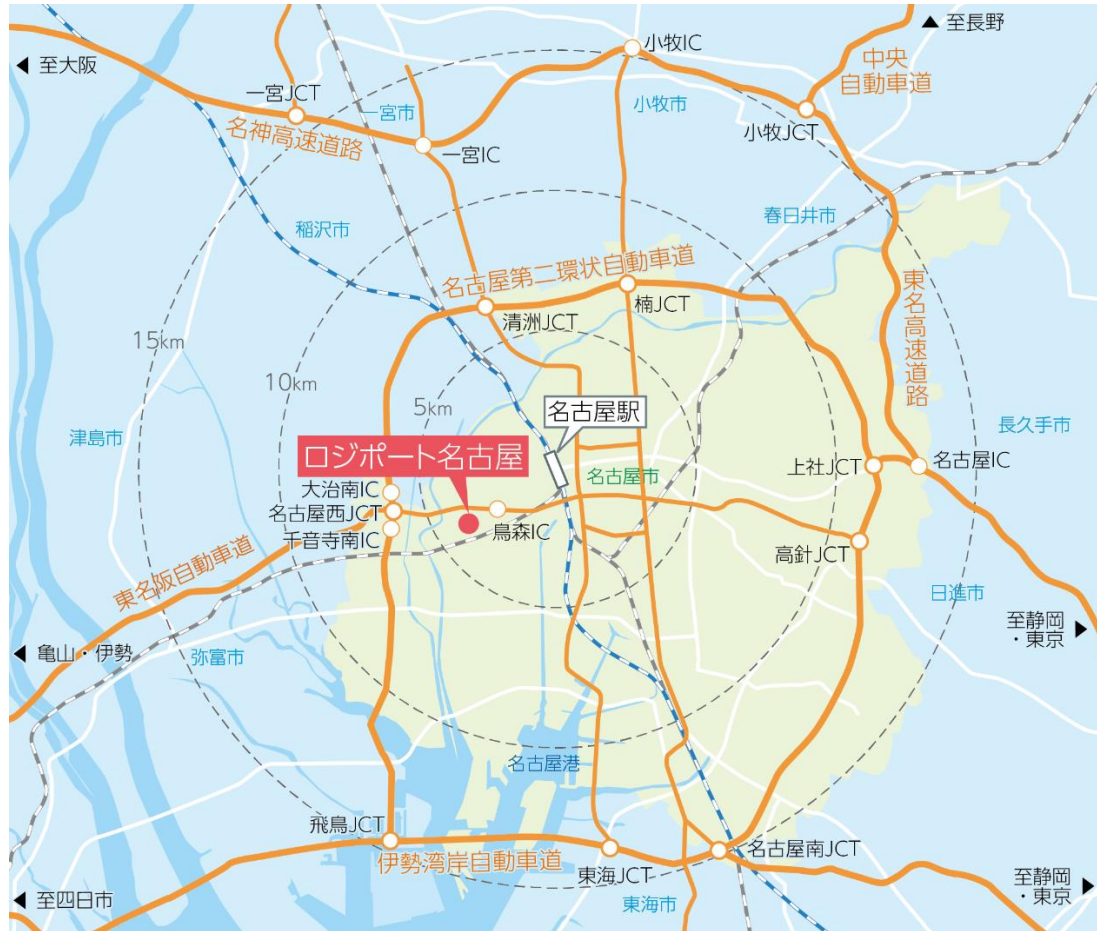 ▲ 至長野
小牧IC
◀ 至大阪
中央
自動車道
一宮JCT
一宮市
小牧市
小牧JCT
名神高速道路
一宮IC
春日井市
稲沢市
名古屋第二環状自動車道
東名高速道路
楠JCT
清洲JCT
15km
10km
5km
名古屋駅
長久手市
津島市
ロジポート名古屋
上社JCT
名古屋IC
名古屋市
大治南IC
名古屋西JCT
烏森IC
千音寺南IC
高針JCT
東名阪自動車道
日進市
至静岡
・東京 ▶
◀ 亀山・伊勢
弥富市
名古屋港
飛鳥JCT
伊勢湾岸自動車道
名古屋南JCT
東海JCT
至静岡
・東京 ▶
◀ 至四日市
東海市